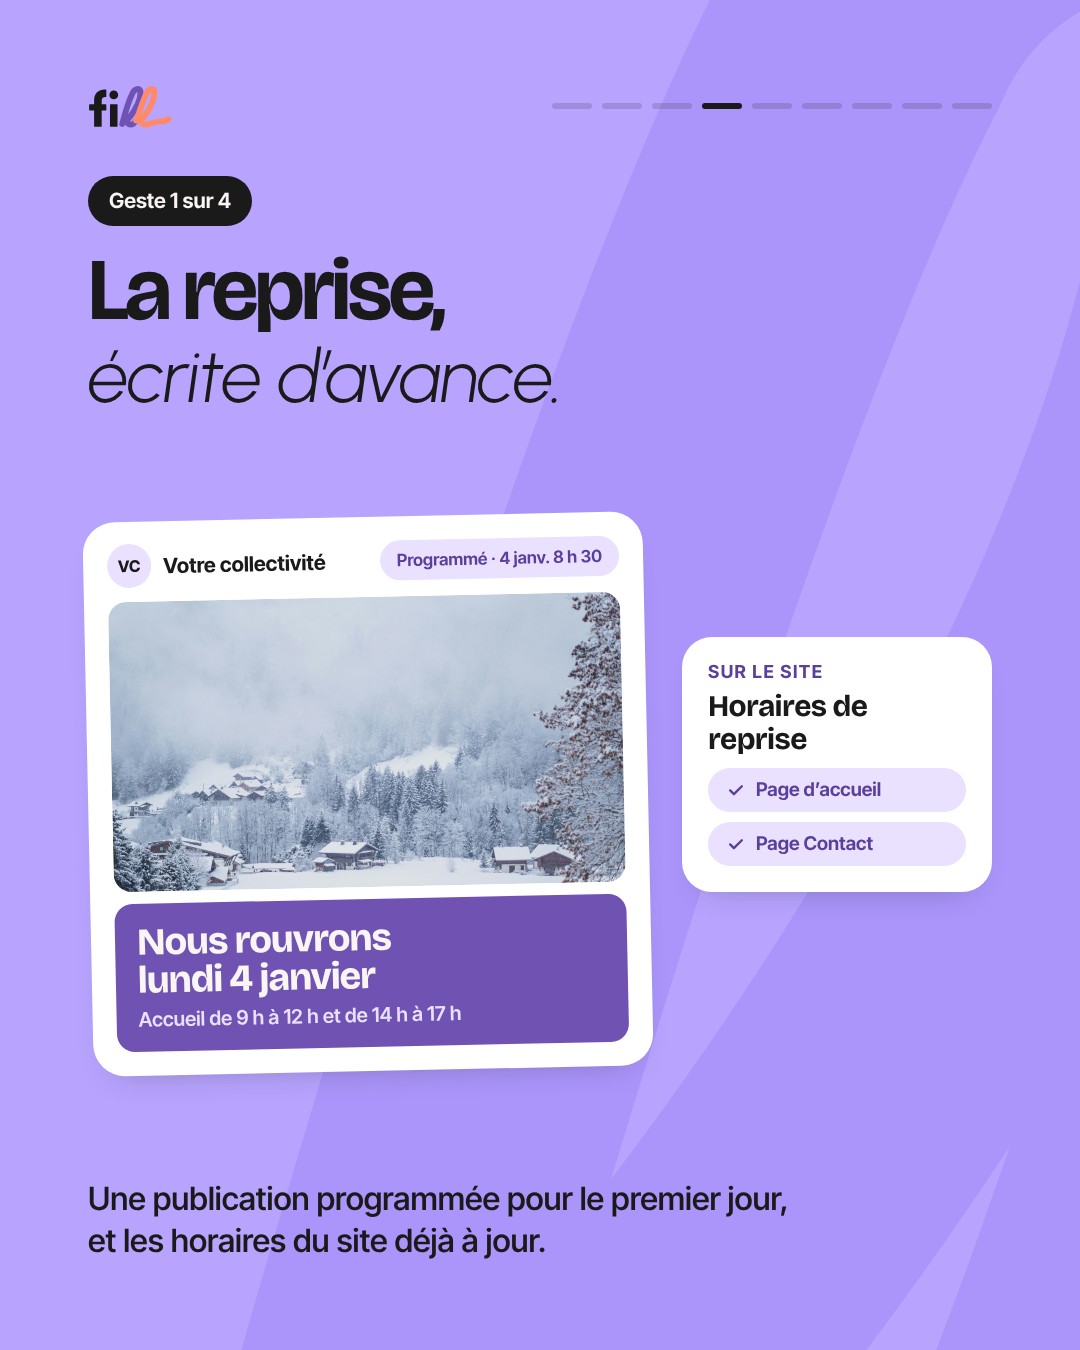 fill
Geste 1 sur 4
La reprise,
écrite d'avance.
VC
Votre collectivité
Programmé · 4 janv. 8 h 30
Nous rouvrons
lundi 4 janvier
Accueil de 9 h à 12 h et de 14 h à 17 h
SUR LE SITE
Horaires de
reprise
Page d’accueil
Page Contact
Une publication programmée pour le premier jour,
et les horaires du site déjà à jour.